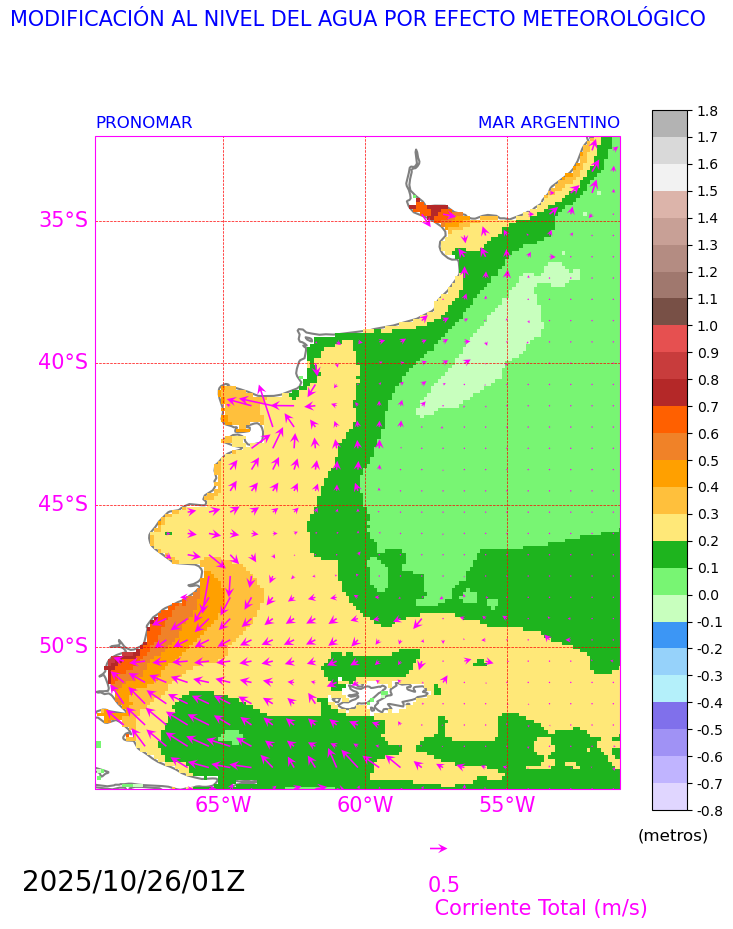 MODIFICACIÓN AL NIVEL DEL AGUA POR EFECTO METEOROLÓGICO
PRONOMAR
MAR ARGENTINO
35°S
40°S
45°S
50°S
65°W
60°W
55°W
1.8
1.7
1.6
1.5
1.4
1.3
1.2
1.1
1.0
0.9
0.8
0.7
0.6
0.5
0.4
0.3
0.2
0.1
0.0
-0.1
-0.2
-0.3
-0.4
-0.5
-0.6
-0.7
-0.8
(metros)
2025/10/26/01Z
0.5
Corriente Total (m/s)